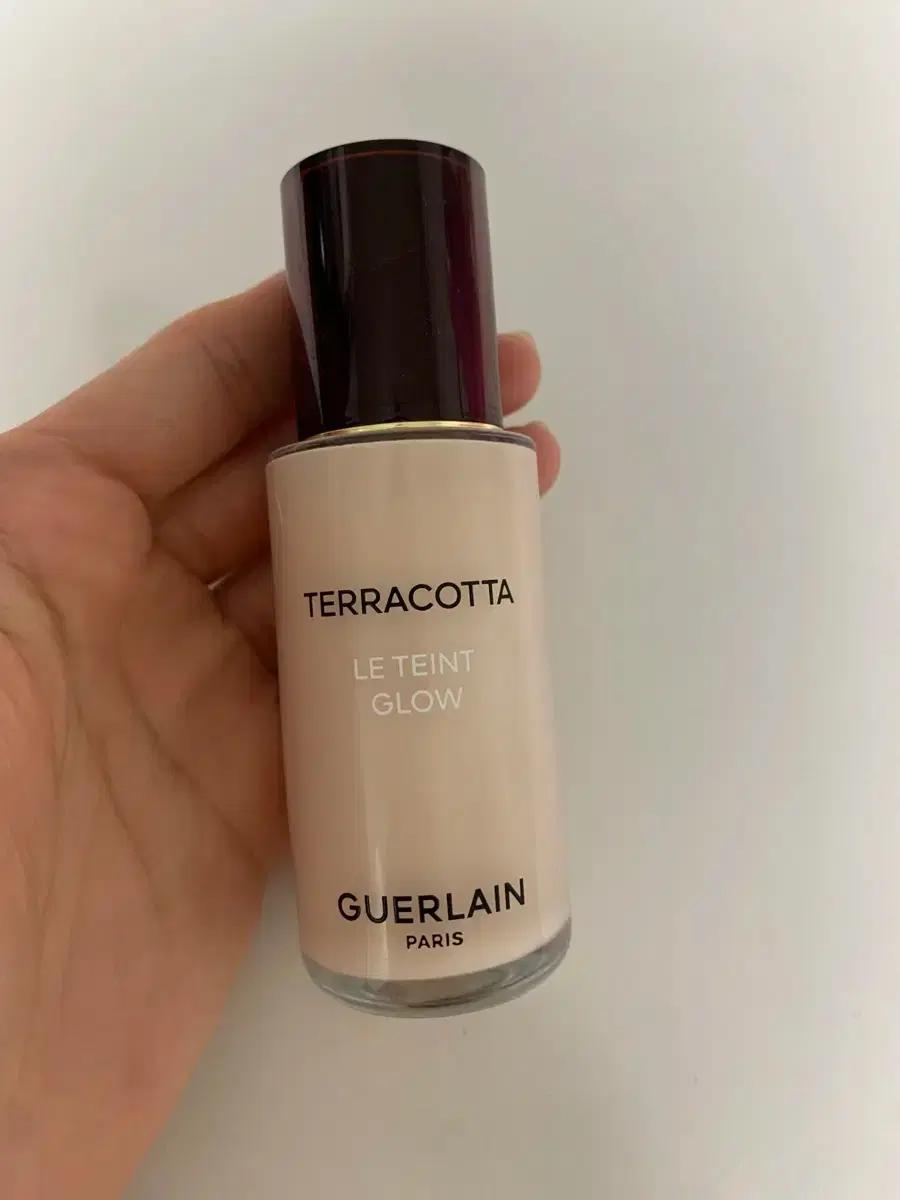 TERRACOTTA
LE TEINT
GLOW
GUERLAIN
PARIS